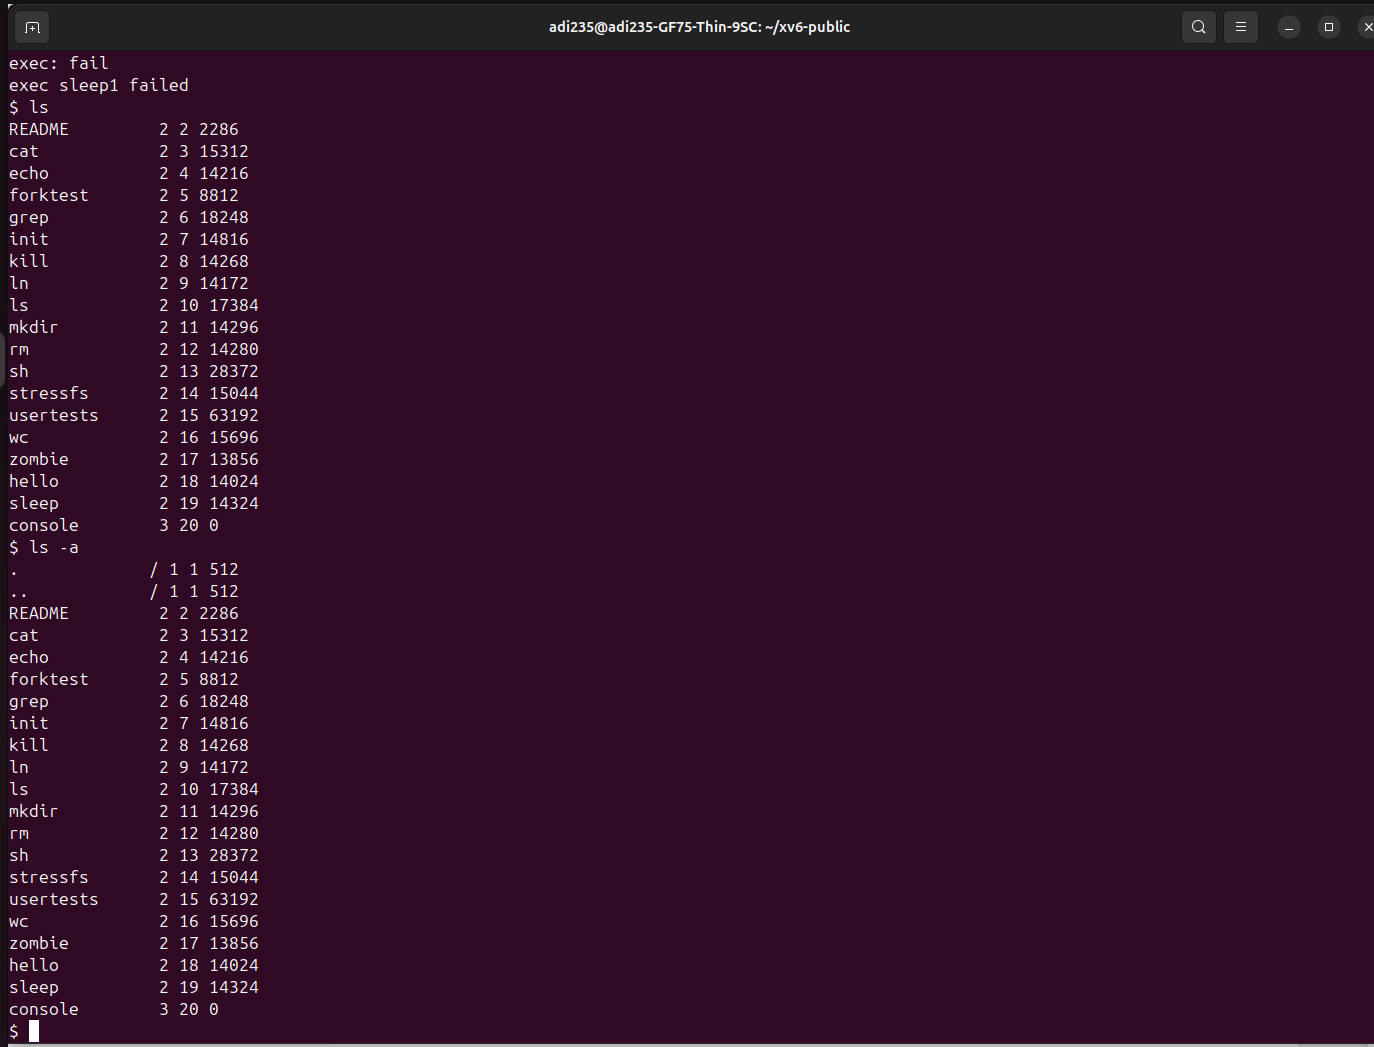 adi235@adi235-GF75-Thin-9SC: ~/xv6-public
exec: fail
exec sleep1 failed
$ ls
README         2 2 2286
cat            2 3 15312
echo           2 4 14216
forktest       2 5 8812
grep           2 6 18248
init           2 7 14816
kill           2 8 14268
ln             2 9 14172
ls             2 10 17384
mkdir          2 11 14296
rm             2 12 14280
sh             2 13 28372
stressfs       2 14 15044
usertests      2 15 63192
wc             2 16 15696
zombie         2 17 13856
hello          2 18 14024
sleep          2 19 14324
console        3 20 0
$ ls -a
.             / 1 1 512
..            / 1 1 512
README         2 2 2286
cat            2 3 15312
echo           2 4 14216
forktest       2 5 8812
grep           2 6 18248
init           2 7 14816
kill           2 8 14268
ln             2 9 14172
ls             2 10 17384
mkdir          2 11 14296
rm             2 12 14280
sh             2 13 28372
stressfs       2 14 15044
usertests      2 15 63192
wc             2 16 15696
zombie         2 17 13856
hello          2 18 14024
sleep          2 19 14324
console        3 20 0
$